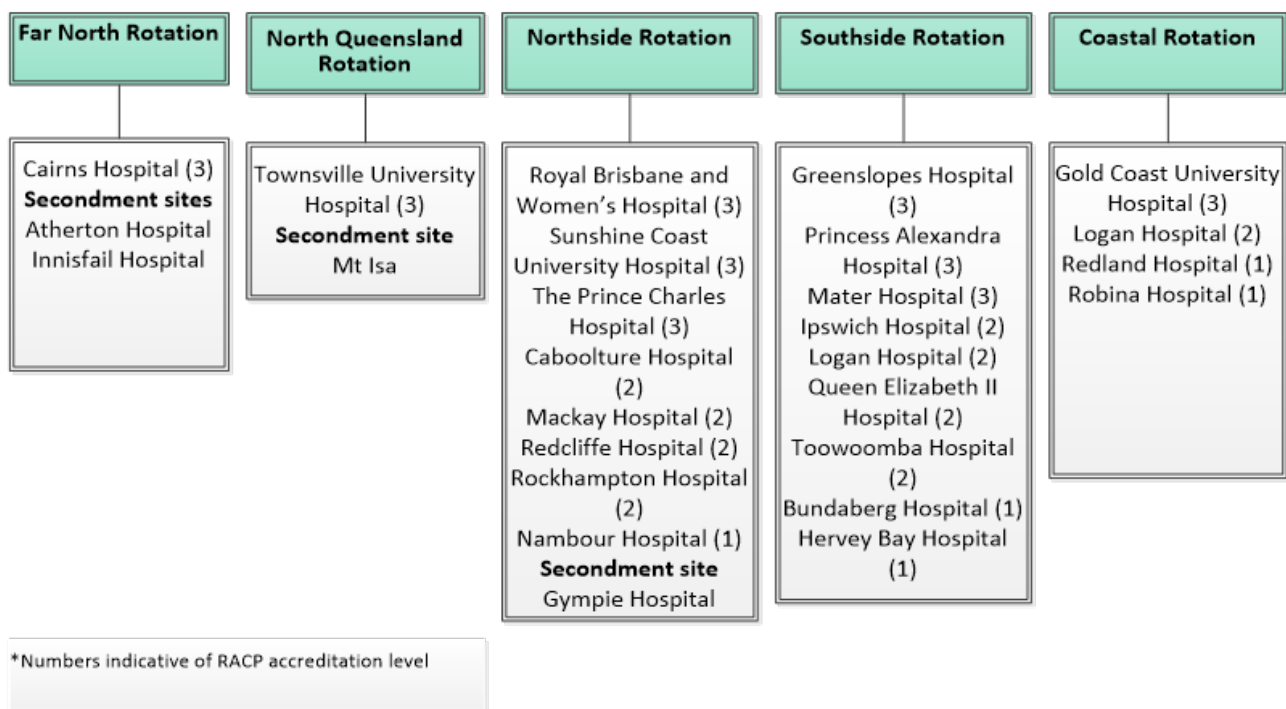 Far North Rotation
Cairns Hospital (3)
Secondment sites
Atherton Hospital
Innisfail Hospital
North Queensland
Rotation
Townsville University
Hospital (3)
Secondment site
Mt Isa
Northside Rotation
Royal Brisbane and
Women's Hospital (3)
Sunshine Coast
University Hospital (3)
The Prince Charles
Hospital (3)
Caboolture Hospital
(2)
Mackay Hospital (2)
Redcliffe Hospital (2)
Rockhampton Hospital
(2)
Nambour Hospital (1)
Secondment site
Gympie Hospital
Southside Rotation
Greenslopes Hospital
(3)
Princess Alexandra
Hospital (3)
Mater Hospital (3)
Ipswich Hospital (2)
Logan Hospital (2)
Queen Elizabeth II
Hospital (2)
Toowoomba Hospital
(2)
Bundaberg Hospital (1)
Hervey Bay Hospital
(1)
Coastal Rotation
Gold Coast University
Hospital (3)
Logan Hospital (2)
Redland Hospital (1)
Robina Hospital (1)
*Numbers indicative of RACP accreditation level